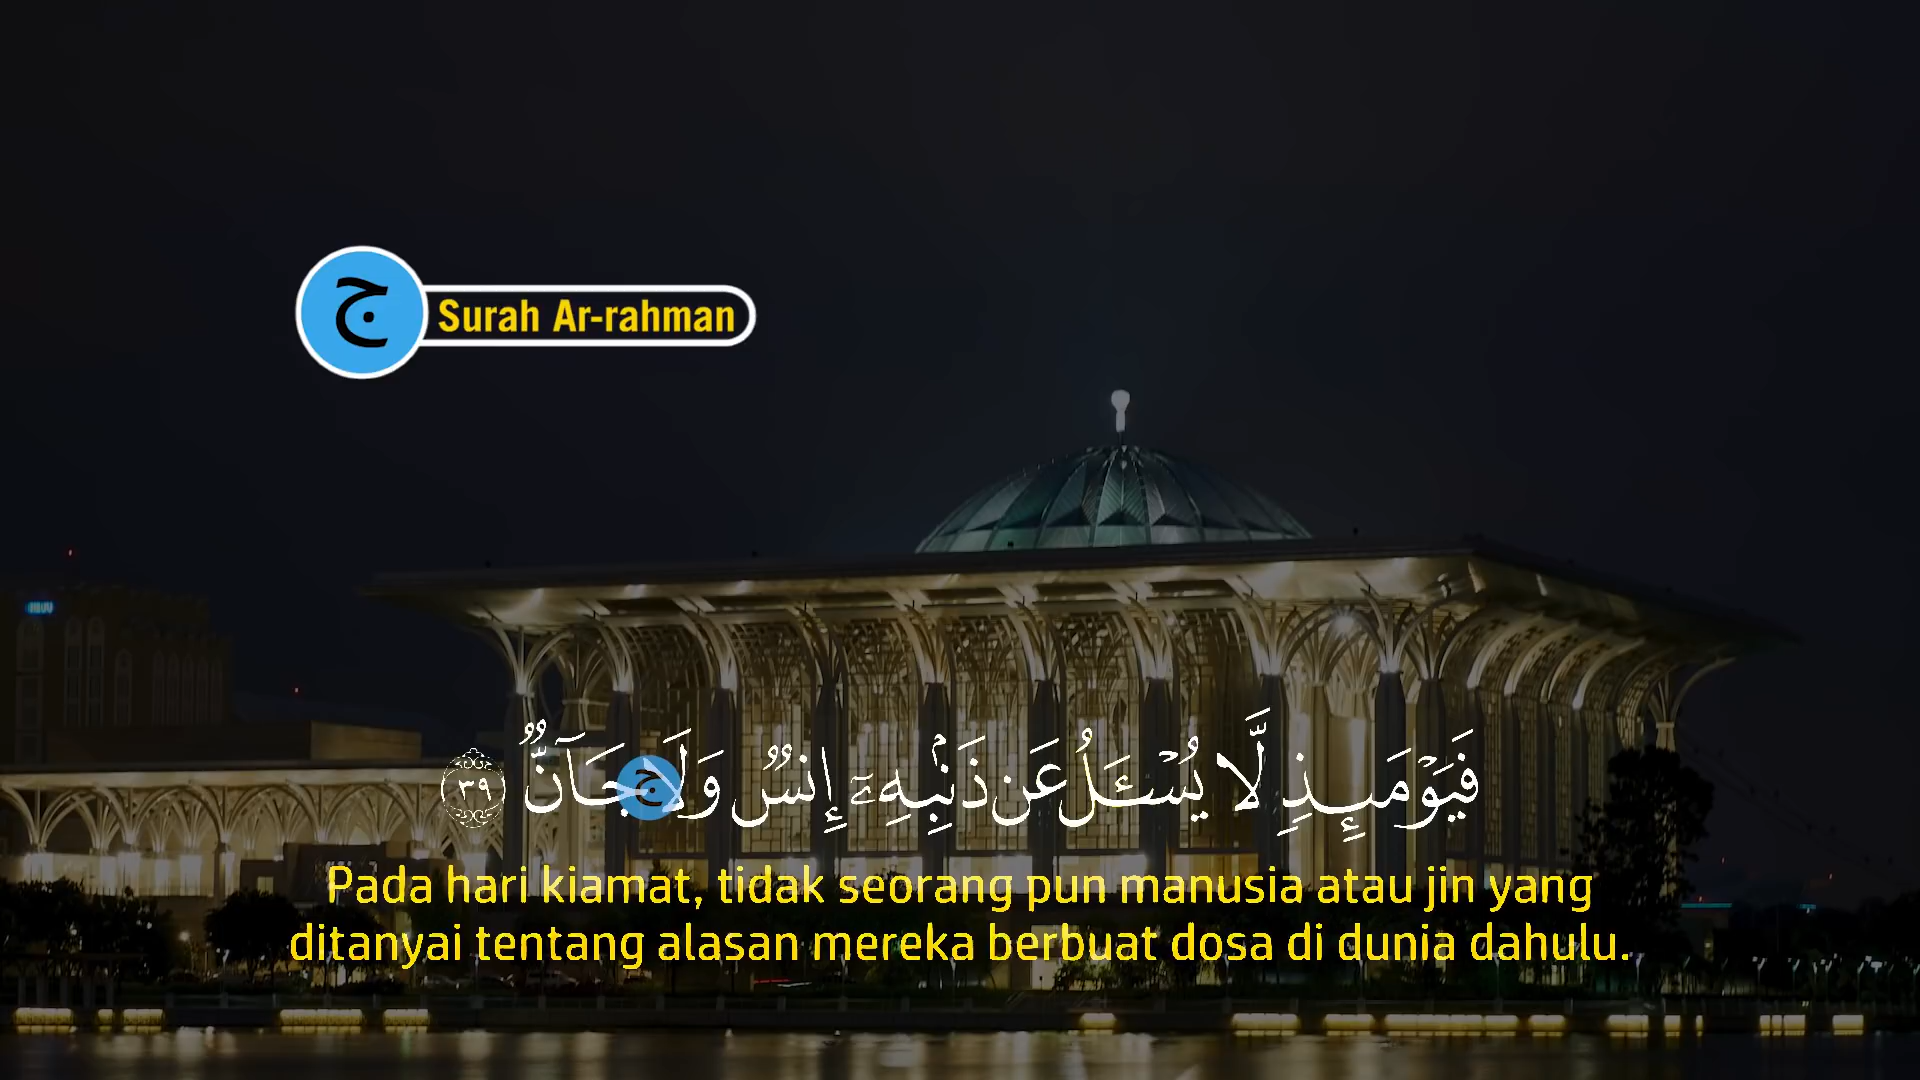 ج
Surah Ar-rahman
فَيَوْمَئِذٍ لَّا يُسْـَٔلُ عَن ذَنۢبِهِۦٓ إِنسٌ وَلَا جَآنٌّ ٣٩
ج
Pada hari kiamat, tidak seorang pun manusia atau jin yang
ditanyai tentang alasan mereka berbuat dosa di dunia dahulu.